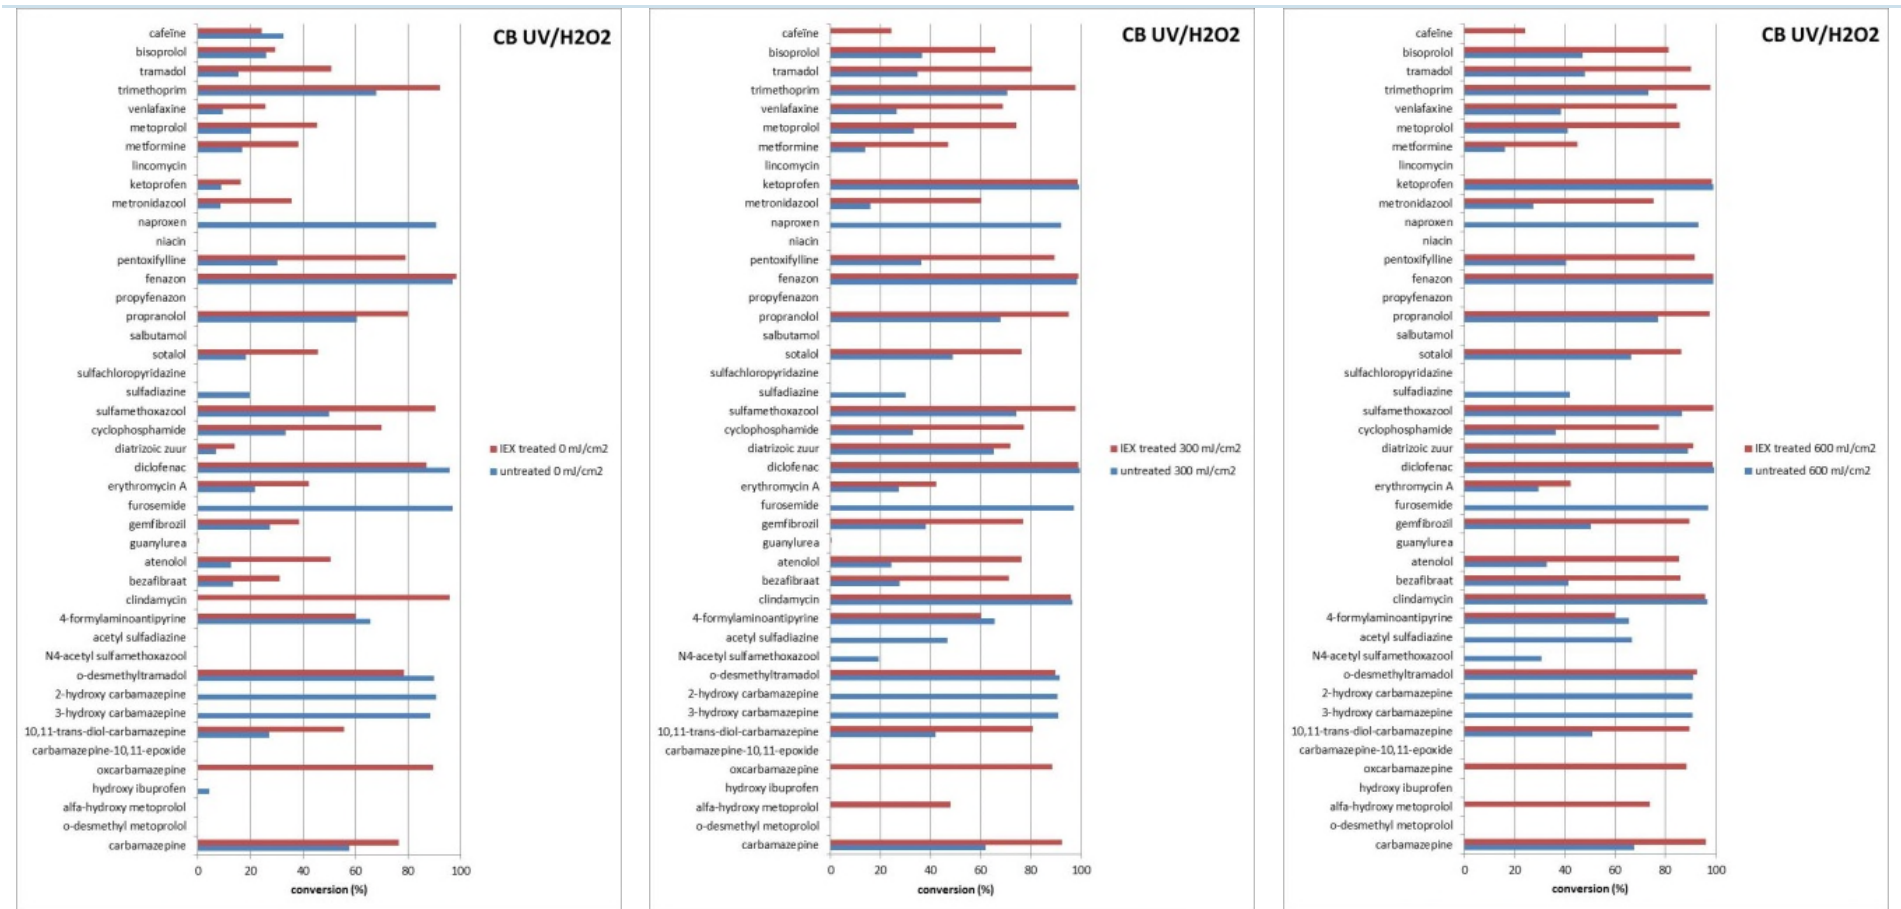 CB UV/H2O2
cafeïne
bisoprolol
tramadol
trimethoprim
venlafaxine
metoprolol
metformine
lincomycin
ketoprofen
metronidazool
naproxen
niacin
pentoxifylline
fenazon
propyfenazon
propranolol
salbutamol
sotalol
sulfachloropyridazine
sulfadiazine
sulfamethoxazool
cyclophosphamide
diatrizoic zuur
diclofenac
erythromycin A
furosemide
gemfibrozil
guanylurea
atenolol
bezafibraat
clindamycin
4-formylaminoantipyrine
acetyl sulfadiazine
N4-acetyl sulfamethoxazool
o-desmethyltramadol
2-hydroxy carbamazepine
3-hydroxy carbamazepine
10,11-trans-diol-carbamazepine
carbamazepine-10,11-epoxide
oxcarbamazepine
hydroxy ibuprofen
alfa-hydroxy metoprolol
o-desmethyl metoprolol
carbamazepine
0 20 40 60 80 100
conversion (%)
IEX treated 0 mJ/cm2
untreated 0 mJ/cm2
CB UV/H2O2
cafeïne
bisoprolol
tramadol
trimethoprim
venlafaxine
metoprolol
metformine
lincomycin
ketoprofen
metronidazool
naproxen
niacin
pentoxifylline
fenazon
propyfenazon
propranolol
salbutamol
sotalol
sulfachloropyridazine
sulfadiazine
sulfamethoxazool
cyclophosphamide
diatrizoic zuur
diclofenac
erythromycin A
furosemide
gemfibrozil
guanylurea
atenolol
bezafibraat
clindamycin
4-formylaminoantipyrine
acetyl sulfadiazine
N4-acetyl sulfamethoxazool
o-desmethyltramadol
2-hydroxy carbamazepine
3-hydroxy carbamazepine
10,11-trans-diol-carbamazepine
carbamazepine-10,11-epoxide
oxcarbamazepine
hydroxy ibuprofen
alfa-hydroxy metoprolol
o-desmethyl metoprolol
carbamazepine
0 20 40 60 80 100
conversion (%)
IEX treated 300 mJ/cm2
untreated 300 mJ/cm2
CB UV/H2O2
cafeïne
bisoprolol
tramadol
trimethoprim
venlafaxine
metoprolol
metformine
lincomycin
ketoprofen
metronidazool
naproxen
niacin
pentoxifylline
fenazon
propyfenazon
propranolol
salbutamol
sotalol
sulfachloropyridazine
sulfadiazine
sulfamethoxazool
cyclophosphamide
diatrizoic zuur
diclofenac
erythromycin A
furosemide
gemfibrozil
guanylurea
atenolol
bezafibraat
clindamycin
4-formylaminoantipyrine
acetyl sulfadiazine
N4-acetyl sulfamethoxazool
o-desmethyltramadol
2-hydroxy carbamazepine
3-hydroxy carbamazepine
10,11-trans-diol-carbamazepine
carbamazepine-10,11-epoxide
oxcarbamazepine
hydroxy ibuprofen
alfa-hydroxy metoprolol
o-desmethyl metoprolol
carbamazepine
0 20 40 60 80 100
conversion (%)
IEX treated 600 mJ/cm2
untreated 600 mJ/cm2